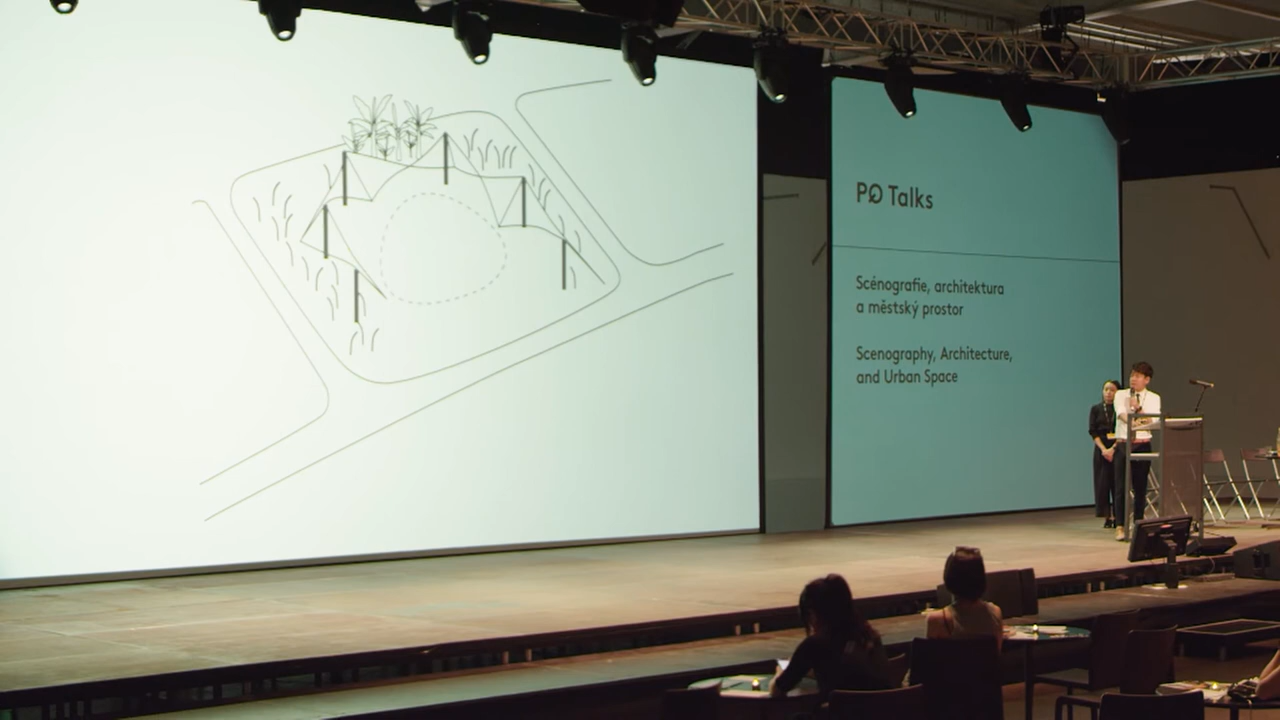 PQ Talks
Scénografie, architektura
a městský prostor
Scenography, Architecture,
and Urban Space